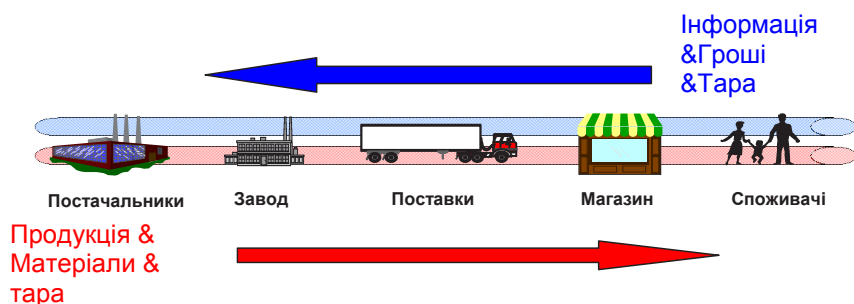 Інформація
&Гроші
&Тара
Постачальники Завод Поставки Магазин Споживачі
Продукція &
Матеріали &
тара